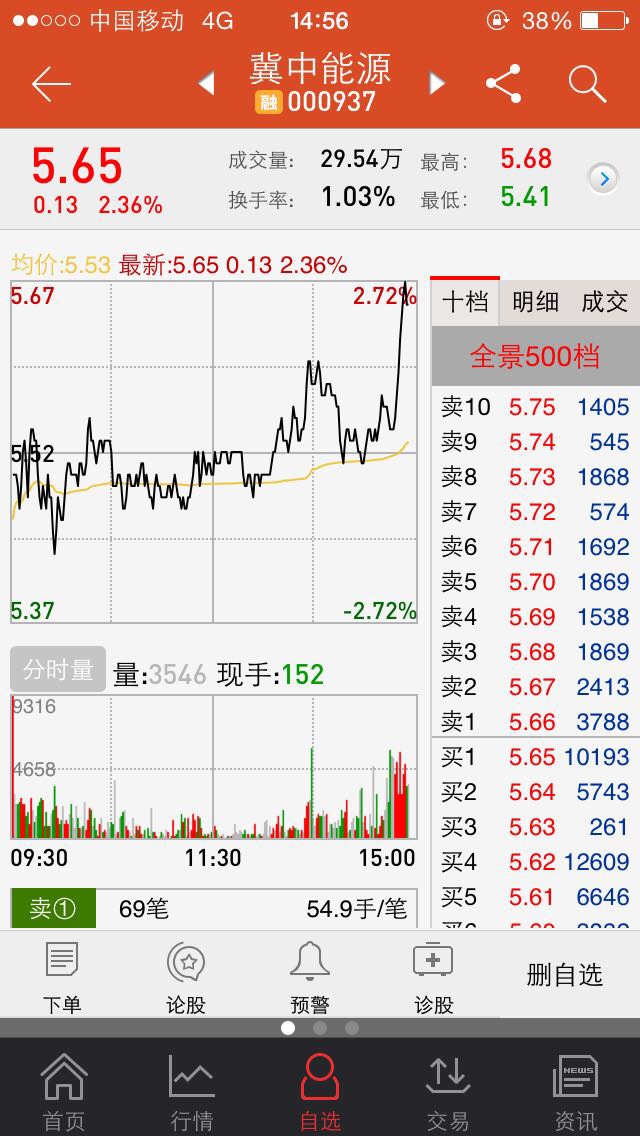 中国移动 4G 14:56 38%
冀中能源
融 000937
5.65
0.13 2.36%
成交量: 29.54万 最高: 5.68
换手率: 1.03% 最低: 5.41
均价:5.53 最新:5.65 0.13 2.36%
5.67 2.72%
5.52
5.37 -2.72%
十档 明细 成交
全景500档
卖10 5.75 1405
卖9 5.74 545
卖8 5.73 1868
卖7 5.72 574
卖6 5.71 1692
卖5 5.70 1869
卖4 5.69 1538
卖3 5.68 1869
卖2 5.67 2413
卖1 5.66 3788
买1 5.65 10193
买2 5.64 5743
买3 5.63 261
买4 5.62 12609
买5 5.61 6646
分时量 量:3546 现手:152
9316
4658
09:30 11:30 15:00
卖① 69笔 54.9手/笔
下单 论股 预警 诊股 删自选
NEWS
首页 行情 自选 交易 资讯